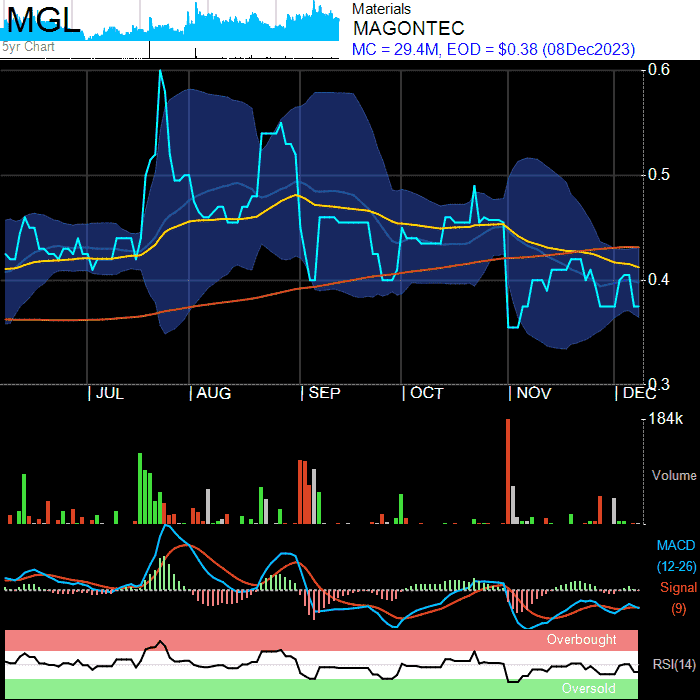 MGL
5yr Chart
Materials
MAGONTEC
MC = 29.4M, EOD = $0.38 (08Dec2023)
0.6
0.5
0.4
0.3
JUL AUG SEP OCT NOV DEC
184k
Volume
MACD
(12-26)
Signal
(9)
Overbought
RSI(14)
Oversold